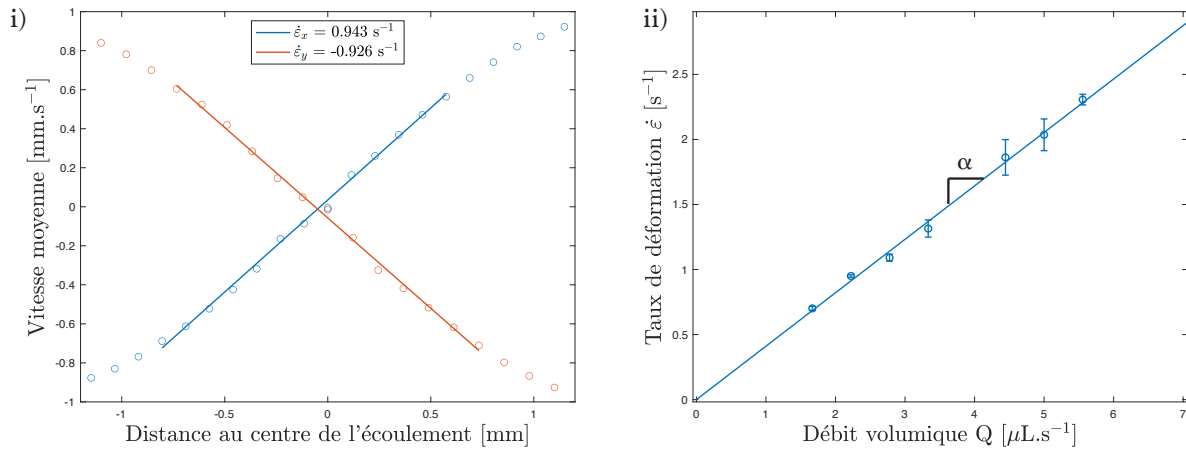 i)
1
0.8
0.6
0.4
0.2
0
-0.2
-0.4
-0.6
-0.8
-1
Vitesse moyenne [mm.s⁻¹]
ε̇ₓ = 0.943 s⁻¹
ε̇ᵧ = -0.926 s⁻¹
-1 -0.5 0 0.5 1
Distance au centre de l'écoulement [mm]
ii)
2.5
2
1.5
1
0.5
0
Taux de déformation ε̇ [s⁻¹]
α
0 1 2 3 4 5 6 7
Débit volumique Q [μL.s⁻¹]